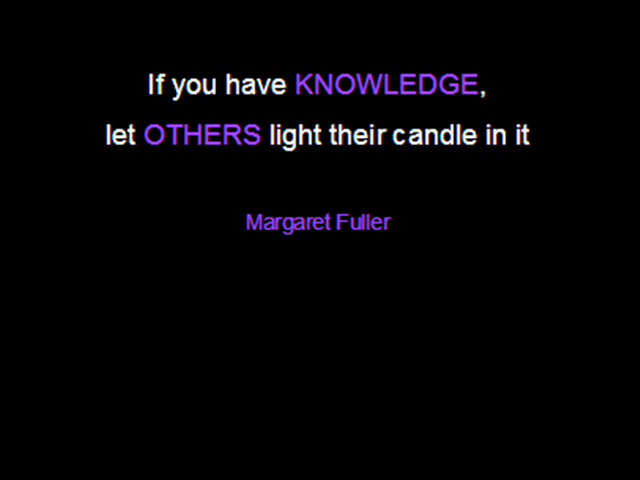 If you have KNOWLEDGE,
let OTHERS light their candle in it
Margaret Fuller